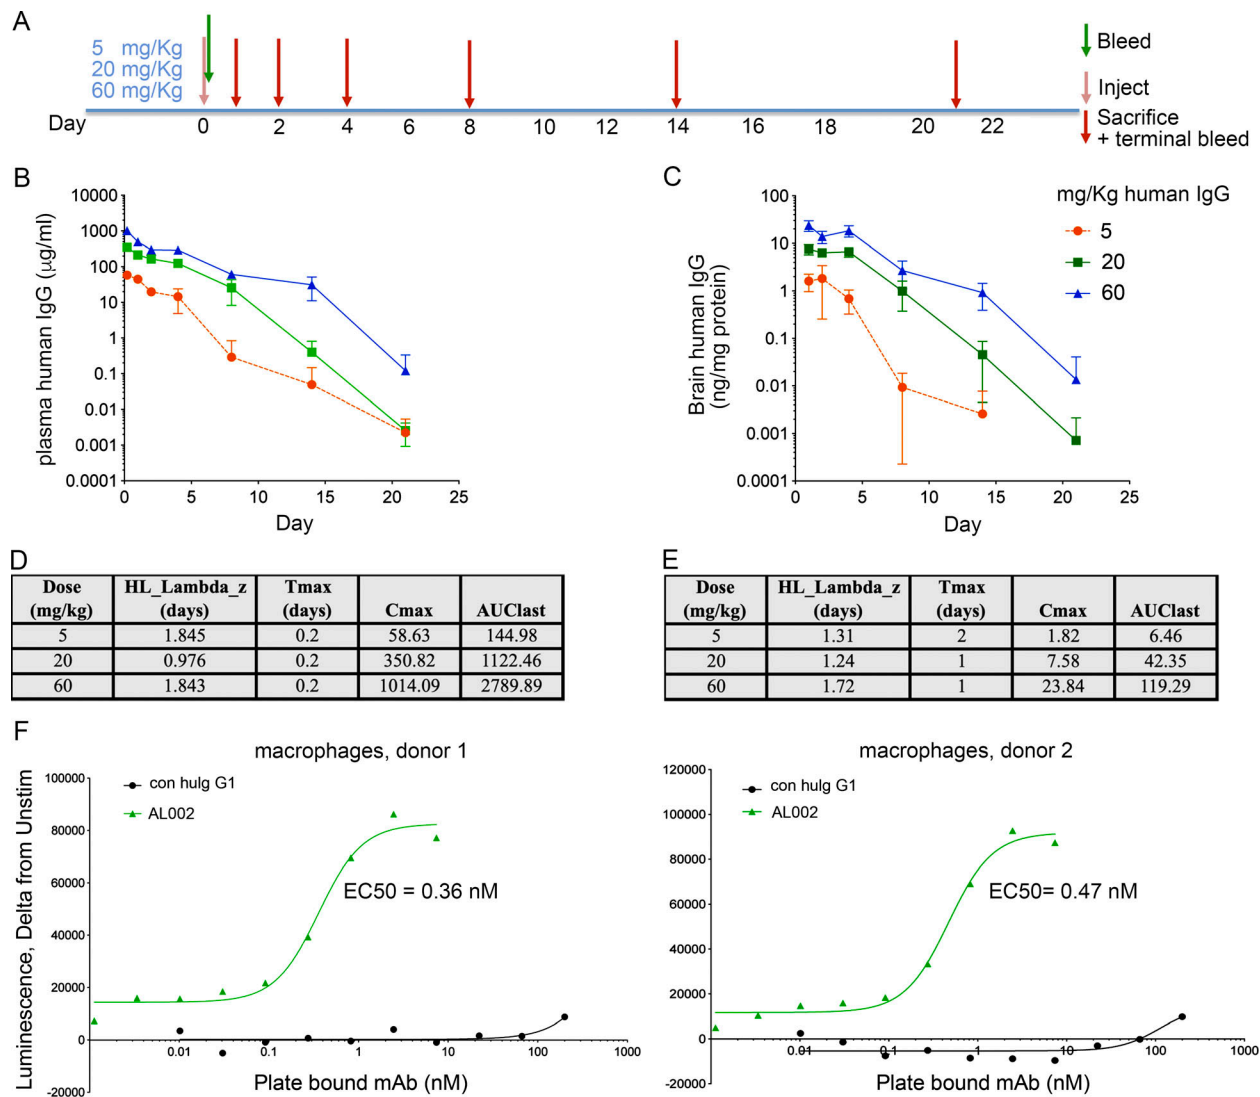 A
5 mg/Kg
20 mg/Kg
60 mg/Kg
Day
0 2 4 6 8 10 12 14 16 18 20 22
Bleed
Inject
Sacrifice
+ terminal bleed
B
plasma human IgG (µg/ml)
10000
1000
100
10
1
0.1
0.01
0.001
0.0001
0 5 10 15 20 25
Day
C
Brain human IgG
(ng/mg protein)
100
10
1
0.1
0.01
0.001
0.0001
0 5 10 15 20 25
Day
mg/Kg human IgG
5
20
60
D
Dose (mg/kg) HL_Lambda_z (days) Tmax (days) Cmax AUClast
5 1.845 0.2 58.63 144.98
20 0.976 0.2 350.82 1122.46
60 1.843 0.2 1014.09 2789.89
E
Dose (mg/kg) HL_Lambda_z (days) Tmax (days) Cmax AUClast
5 1.31 2 1.82 6.46
20 1.24 1 7.58 42.35
60 1.72 1 23.84 119.29
F
macrophages, donor 1
Luminescence, Delta from Unstim
100000
80000
60000
40000
20000
0
-20000
con huIg G1
AL002
EC50 = 0.36 nM
0.01 0.1 1 10 100 1000
Plate bound mAb (nM)
macrophages, donor 2
120000
100000
80000
60000
40000
20000
0
-20000
con huIg G1
AL002
EC50= 0.47 nM
0.01 0.1 1 10 100 1000
Plate bound mAb (nM)